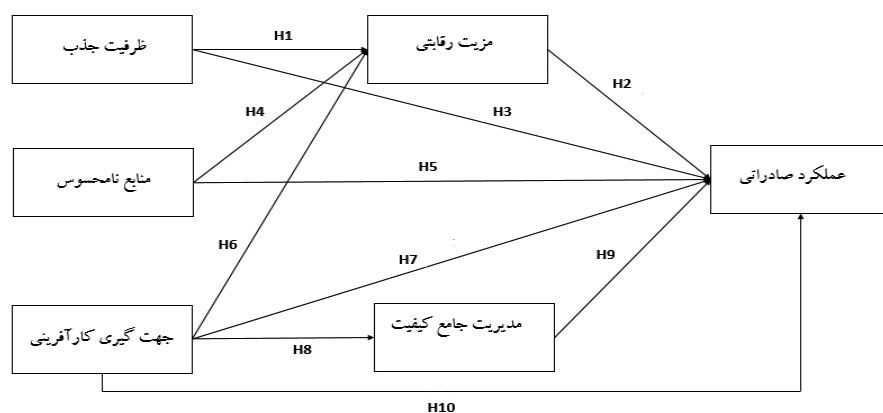 ظرفیت جذب
H1
مزیت رقابتی
H2
H4
H3
منابع نامحسوس
H5
عملکرد صادراتی
H6
H7
H9
جهت گیری کارآفرینی
H8
مدیریت جامع کیفیت
H10